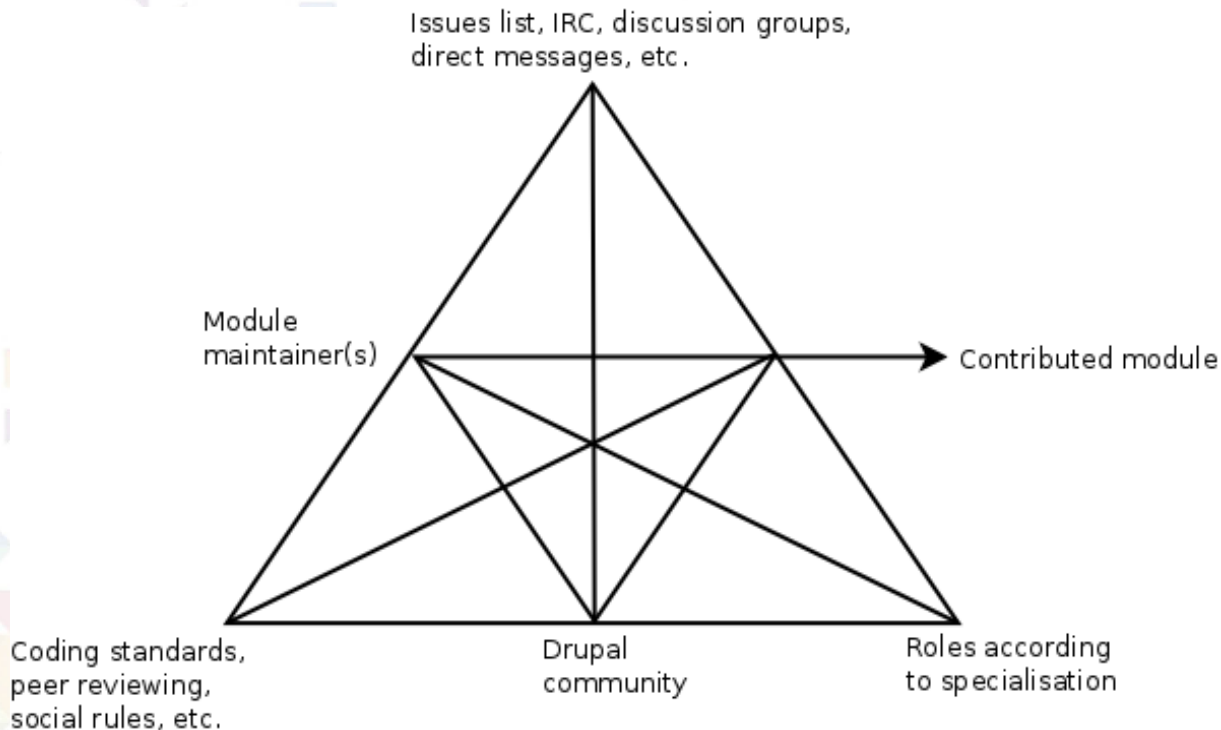 Issues list, IRC, discussion groups,
direct messages, etc.
Module
maintainer(s)
Contributed module
Coding standards,
peer reviewing,
social rules, etc.
Drupal
community
Roles according
to specialisation